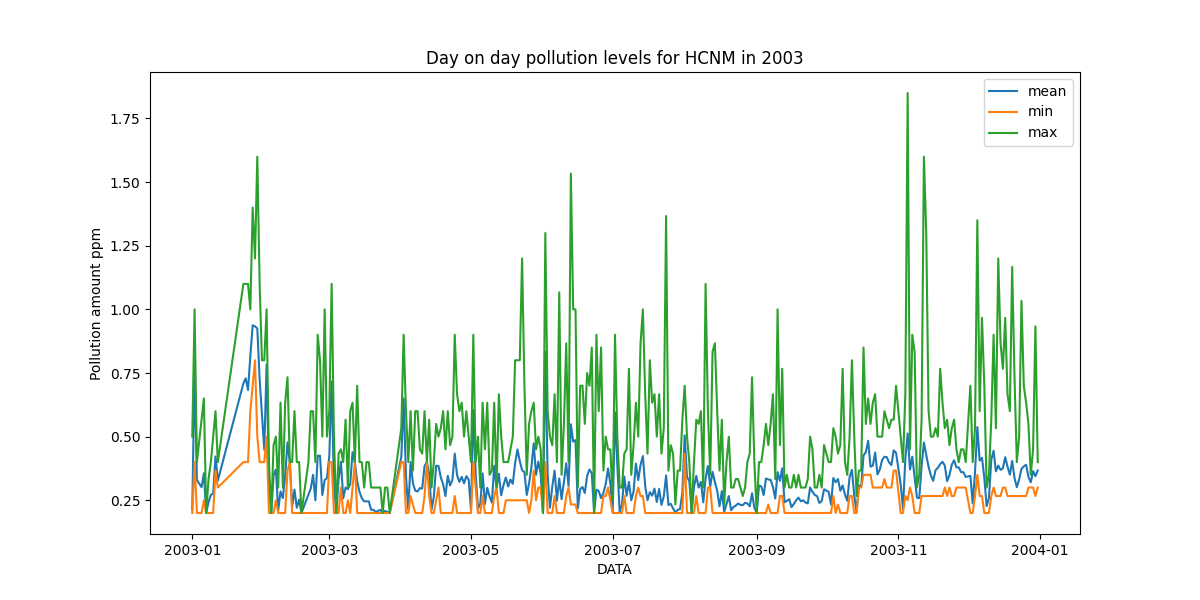 Day on day pollution levels for HCNM in 2003
mean
min
max
Pollution amount ppm
1.75
1.50
1.25
1.00
0.75
0.50
0.25
2003-01
2003-03
2003-05
2003-07
2003-09
2003-11
2004-01
DATA